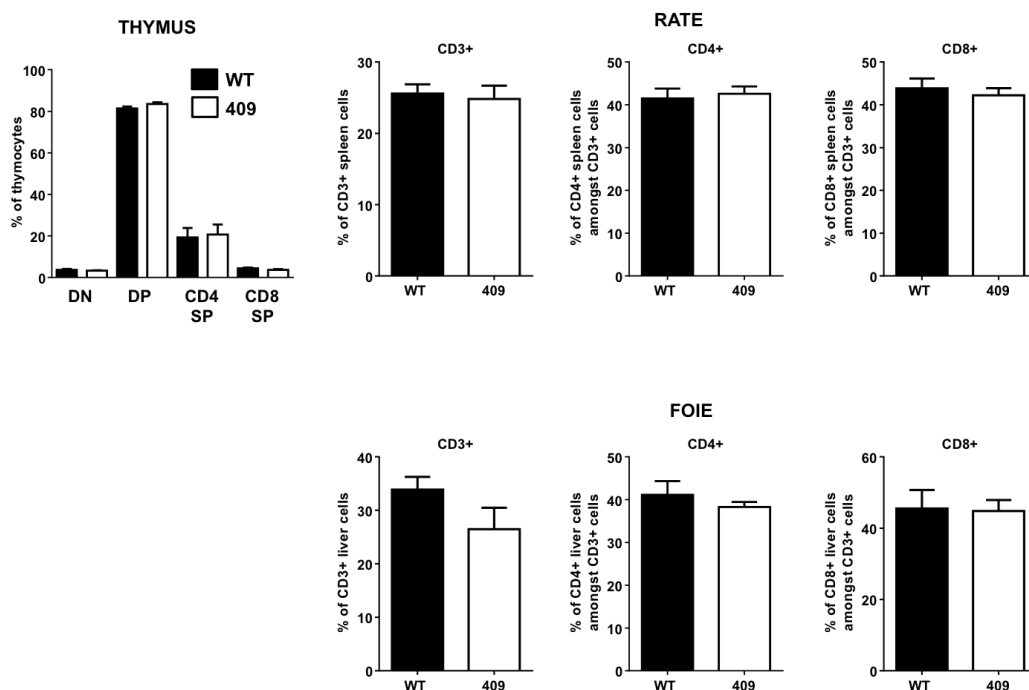 THYMUS
% of thymocytes
100
80
60
40
20
0
WT
409
DN
DP
CD4
SP
CD8
SP
RATE
CD3+
% of CD3+ spleen cells
30
20
10
0
WT
409
CD4+
% of CD4+ spleen cells
amongst CD3+ cells
50
40
30
20
10
0
WT
409
CD8+
% of CD8+ spleen cells
amongst CD3+ cells
50
40
30
20
10
0
WT
409
FOIE
CD3+
% of CD3+ liver cells
40
30
20
10
0
WT
409
CD4+
% of CD4+ liver cells
amongst CD3+ cells
50
40
30
20
10
0
WT
409
CD8+
% of CD8+ liver cells
amongst CD3+ cells
60
40
20
0
WT
409